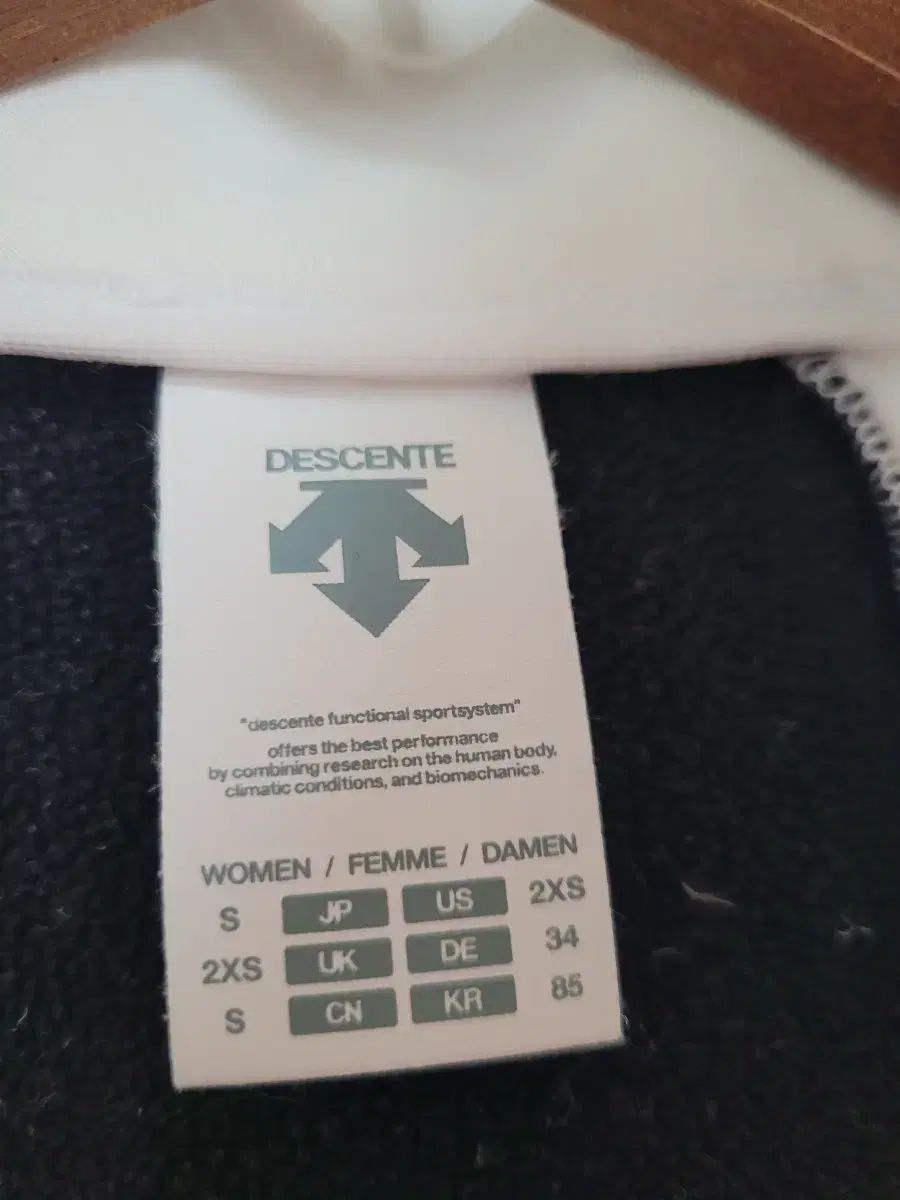 DESCENTE
"descente functional sportsystem"
offers the best performance
by combining research on the human body,
climatic conditions, and biomechanics.
WOMEN / FEMME / DAMEN
S JP US 2XS
2XS UK DE 34
S CN KR 85